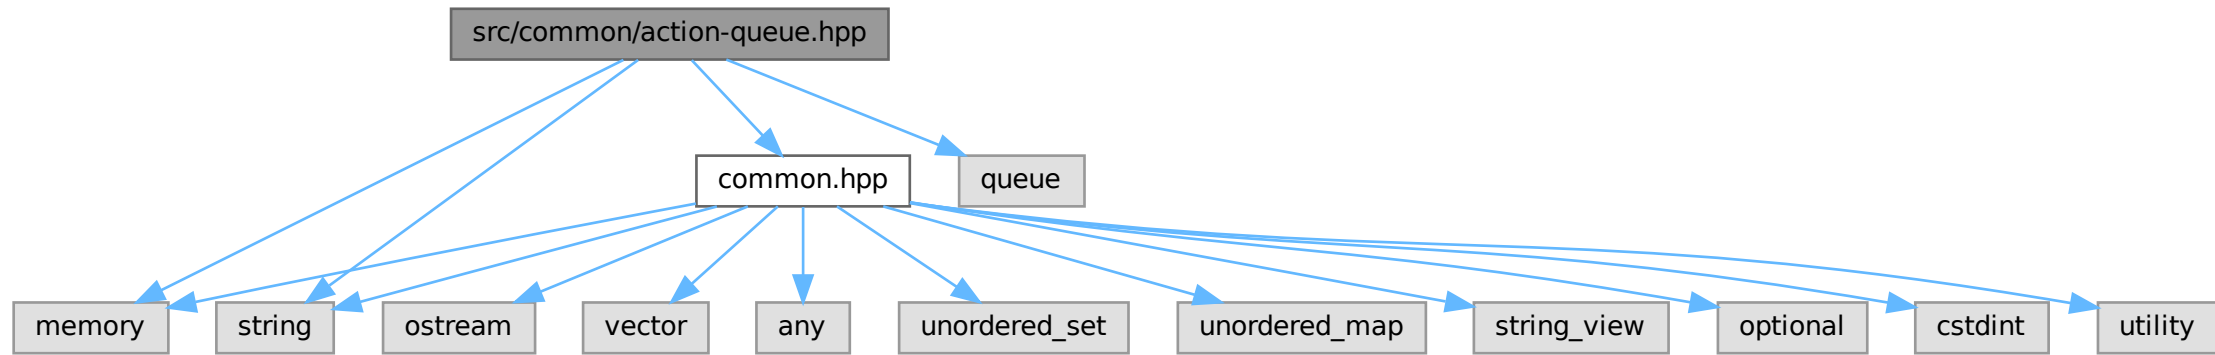 src/common/action-queue.hpp
common.hpp
queue
memory
string
ostream
vector
any
unordered_set
unordered_map
string_view
optional
cstdint
utility